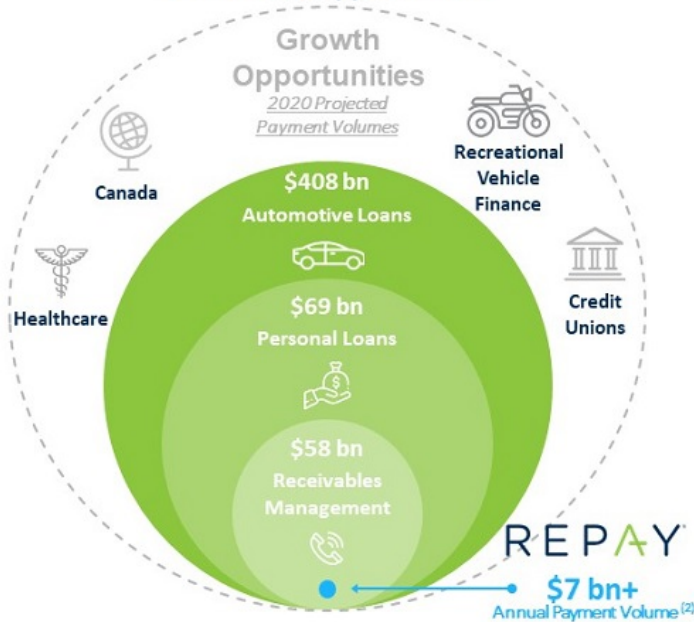 Growth
Opportunities
2020 Projected
Payment Volumes
Canada
Recreational
Vehicle
Finance
Healthcare
Credit
Unions
$408 bn
Automotive Loans
$69 bn
Personal Loans
$
$58 bn
Receivables
Management
REPAY
$7 bn+
Annual Payment Volume (2)